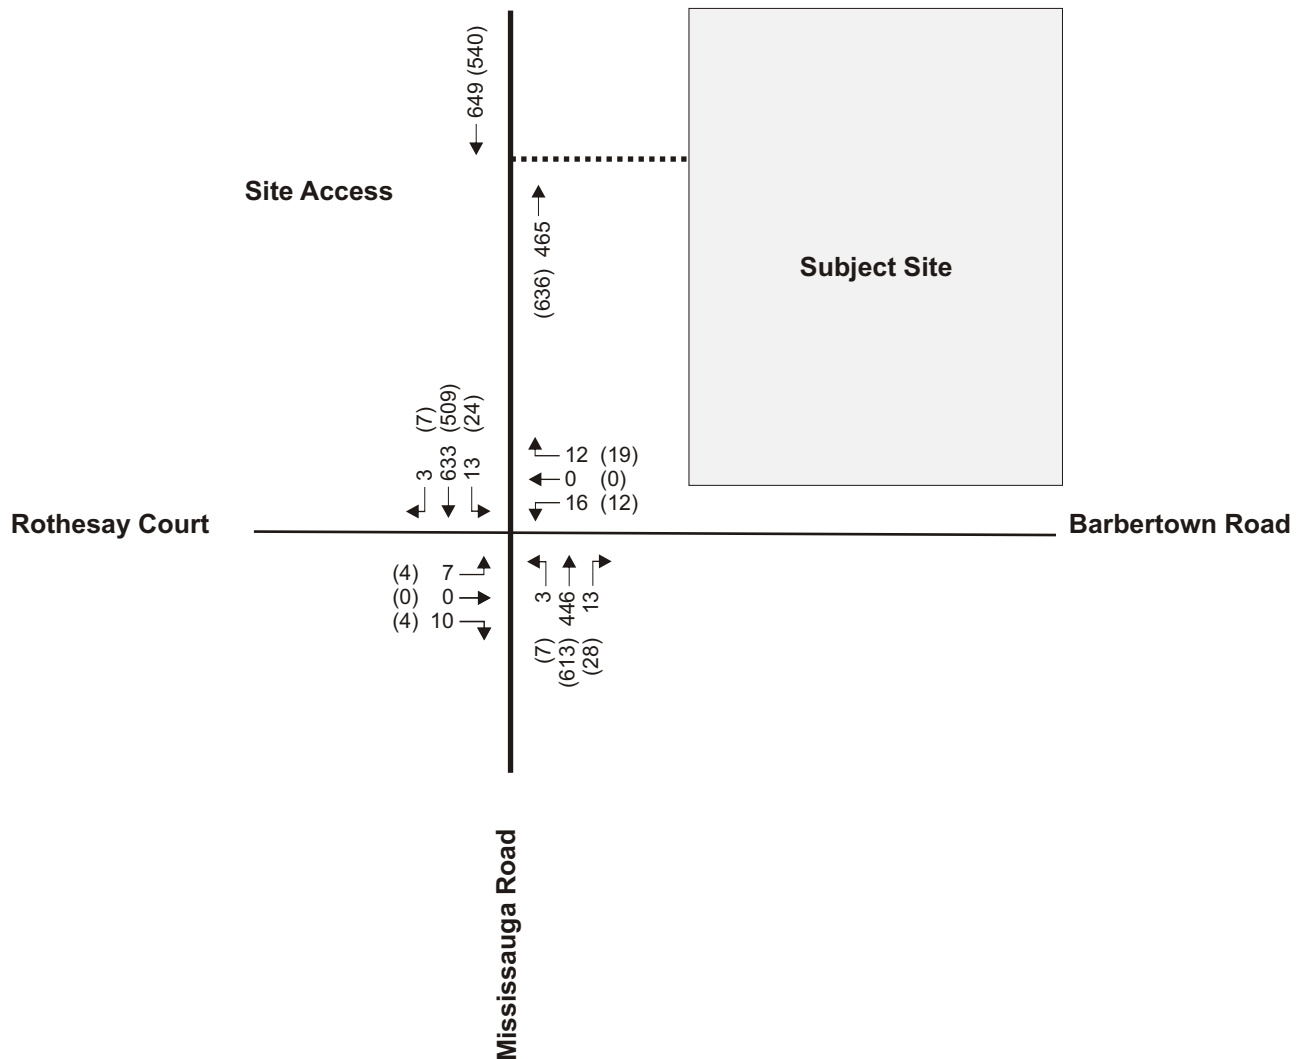 649 (540)
Site Access
(636) 465
Subject Site
3 (7)
633 (509)
13 (24)
12 (19)
0 (0)
16 (12)
Rothesay Court
Barbertown Road
(4) 7
(0) 0
(4) 10
(7) 3
(613) 446
(28) 13
Mississauga Road